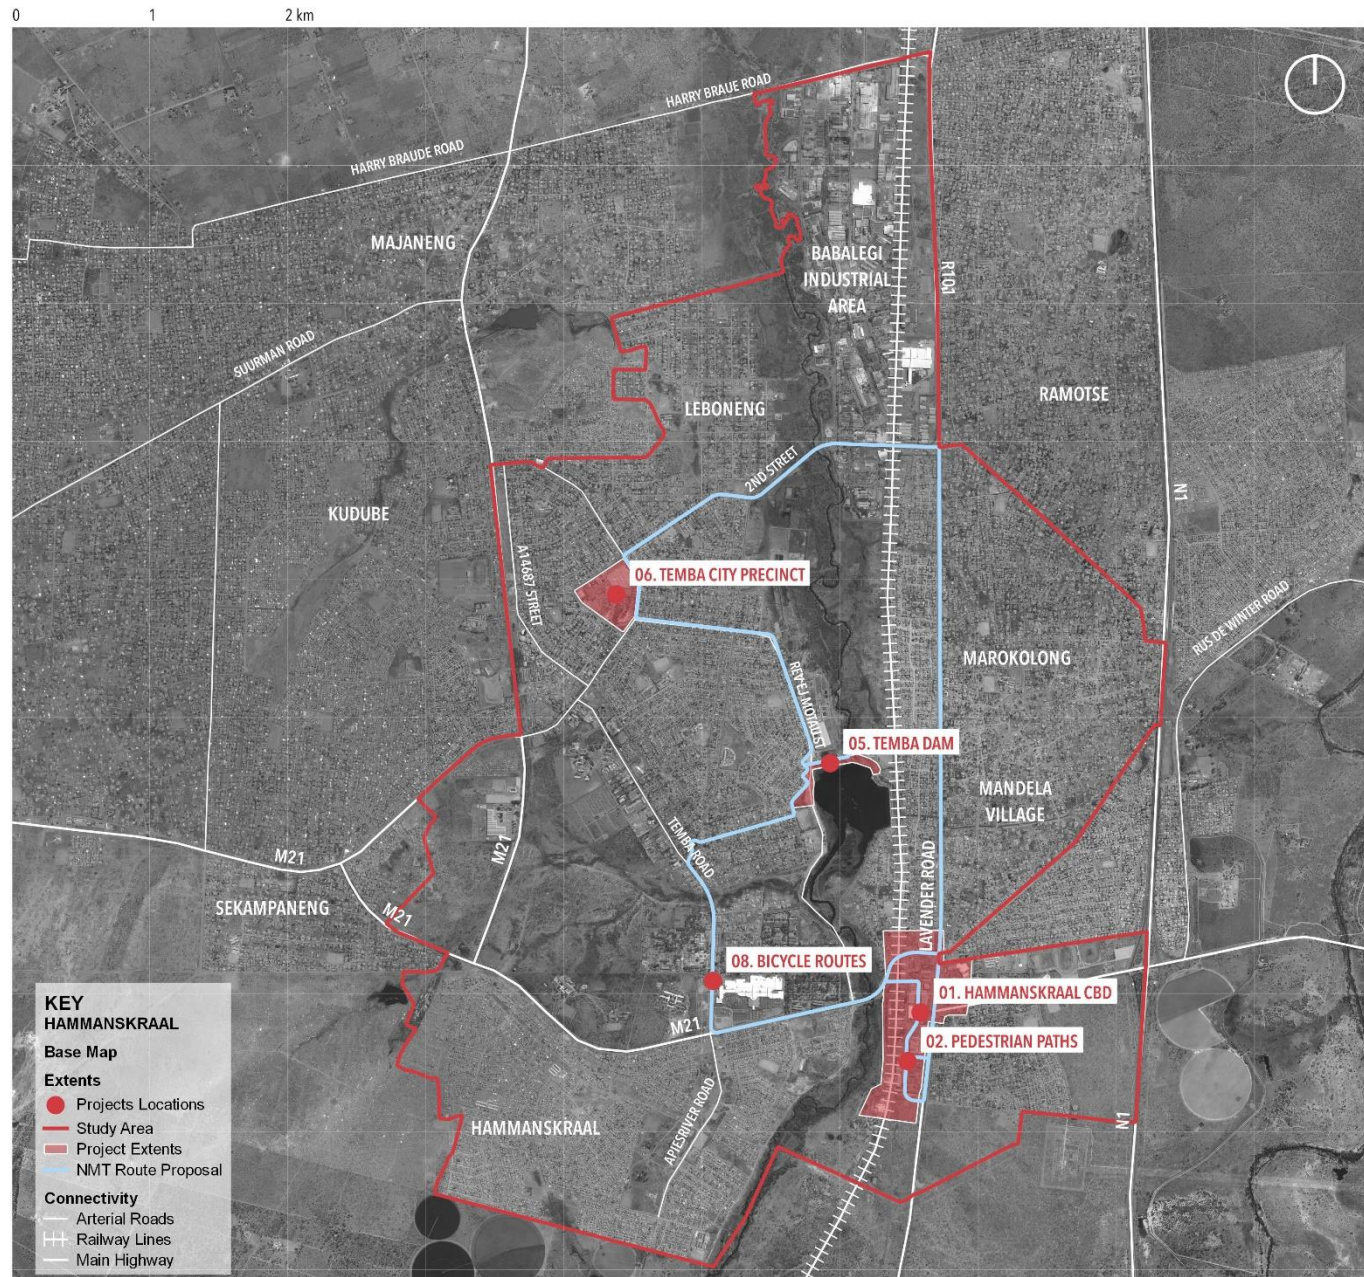 0 1 2 km
HARRY BRAUE ROAD
HARRY BRAUDE ROAD
MAJANENG
BABALEGI
INDUSTRIAL
AREA
R101
SUURMAN ROAD
RAMOTSE
LEBONENG
2ND STREET
N1
KUDUBE
A14687 STREET
06. TEMBA CITY PRECINCT
RUS DE WINTER ROAD
MAROKOLONG
REV EJ MOTAU ST
05. TEMBA DAM
MANDELA
VILLAGE
TEMBA ROAD
M21
M21
LAVENDER ROAD
SEKAMPANENG
M21
08. BICYCLE ROUTES
01. HAMMANSKRAAL CBD
M21
02. PEDESTRIAN PATHS
APIESRIVER ROAD
N1
HAMMANSKRAAL
KEY
HAMMANSKRAAL
Base Map
Extents
Projects Locations
Study Area
Project Extents
NMT Route Proposal
Connectivity
Arterial Roads
Railway Lines
Main Highway